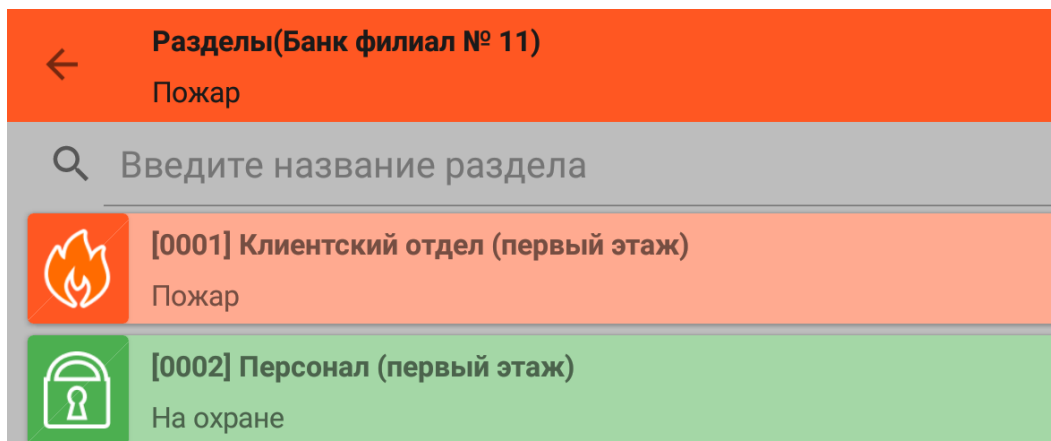 Разделы(Банк филиал № 11)
Пожар
Введите название раздела
[0001] Клиентский отдел (первый этаж)
Пожар
[0002] Персонал (первый этаж)
На охране